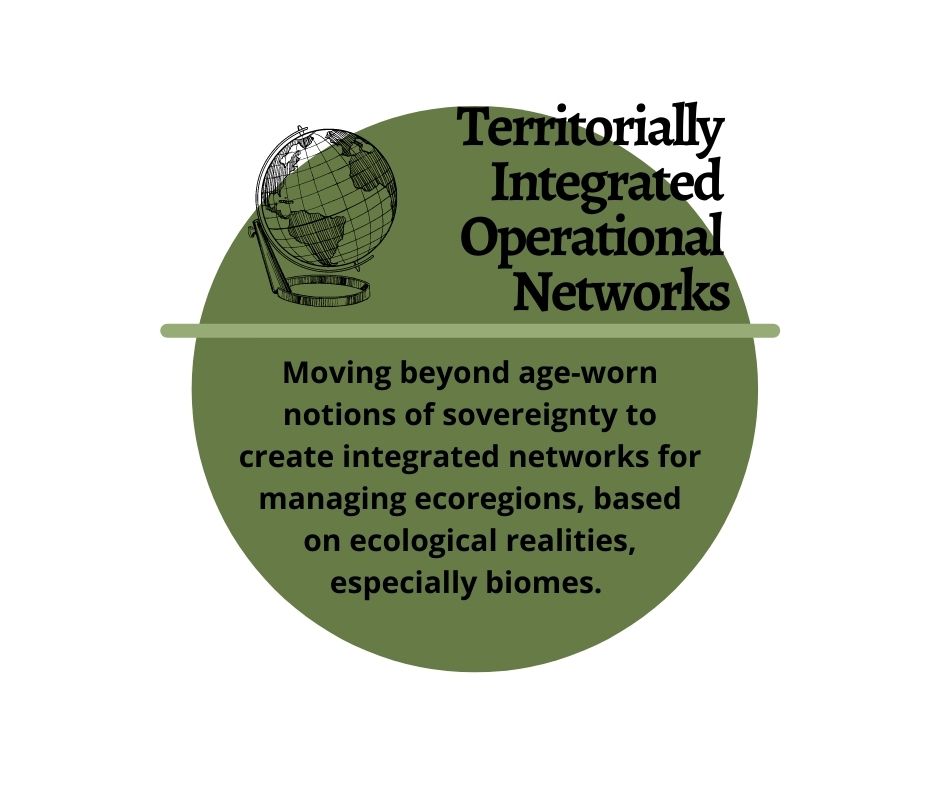 Territorially
Integrated
Operational
Networks
Moving beyond age-worn
notions of sovereignty to
create integrated networks for
managing ecoregions, based
on ecological realities,
especially biomes.